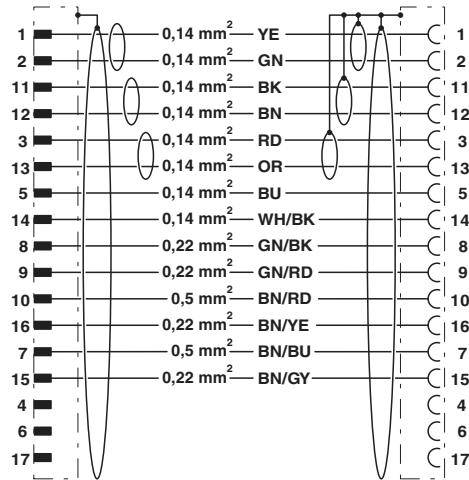 1 0,14 mm² YE 1
2 0,14 mm² GN 2
11 0,14 mm² BK 11
12 0,14 mm² BN 12
3 0,14 mm² RD 3
13 0,14 mm² OR 13
5 0,14 mm² BU 5
14 0,14 mm² WH/BK 14
8 0,22 mm² GN/BK 8
9 0,22 mm² GN/RD 9
10 0,5 mm² BN/RD 10
16 0,22 mm² BN/YE 16
7 0,5 mm² BN/BU 7
15 0,22 mm² BN/GY 15
4 4
6 6
17 17